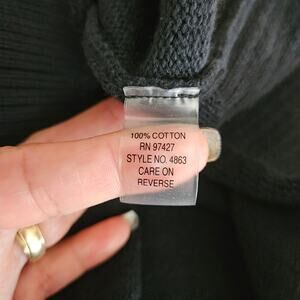 100% COTTON
RN 97427
STYLE NO. 4863
CARE ON
REVERSE